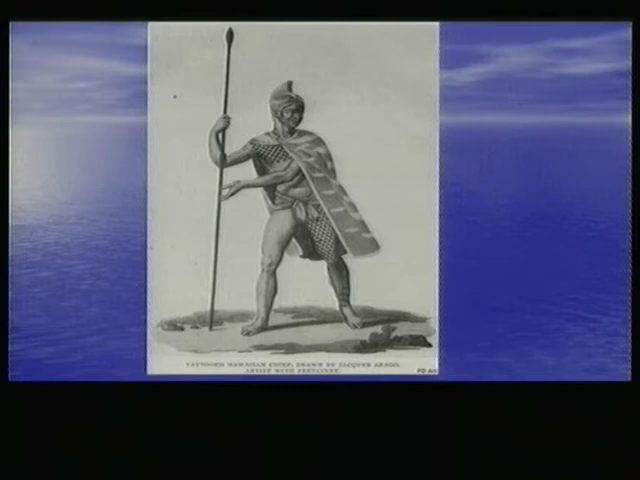 TATTOOED HAWAIIAN CHIEF, DRAWN BY JACQUES ARAGO,
ARTIST WITH FREYCINET.